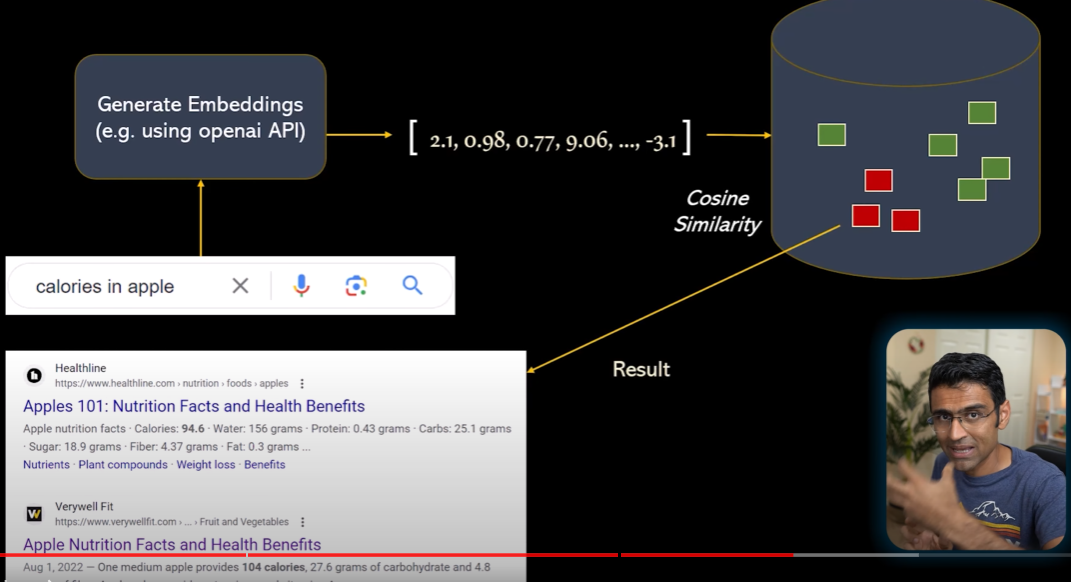 Generate Embeddings
(e.g. using openai API)
[ 2.1, 0.98, 0.77, 9.06, ..., -3.1 ]
Cosine
Similarity
calories in apple
Result
Healthline
https://www.healthline.com › nutrition › foods › apples
Apples 101: Nutrition Facts and Health Benefits
Apple nutrition facts · Calories: 94.6 · Water: 156 grams · Protein: 0.43 grams · Carbs: 25.1 grams
· Sugar: 18.9 grams · Fiber: 4.37 grams · Fat: 0.3 grams ...
Nutrients · Plant compounds · Weight loss · Benefits
Verywell Fit
https://www.verywellfit.com › ... › Fruit and Vegetables
Apple Nutrition Facts and Health Benefits
Aug 1, 2022 — One medium apple provides 104 calories, 27.6 grams of carbohydrate and 4.8